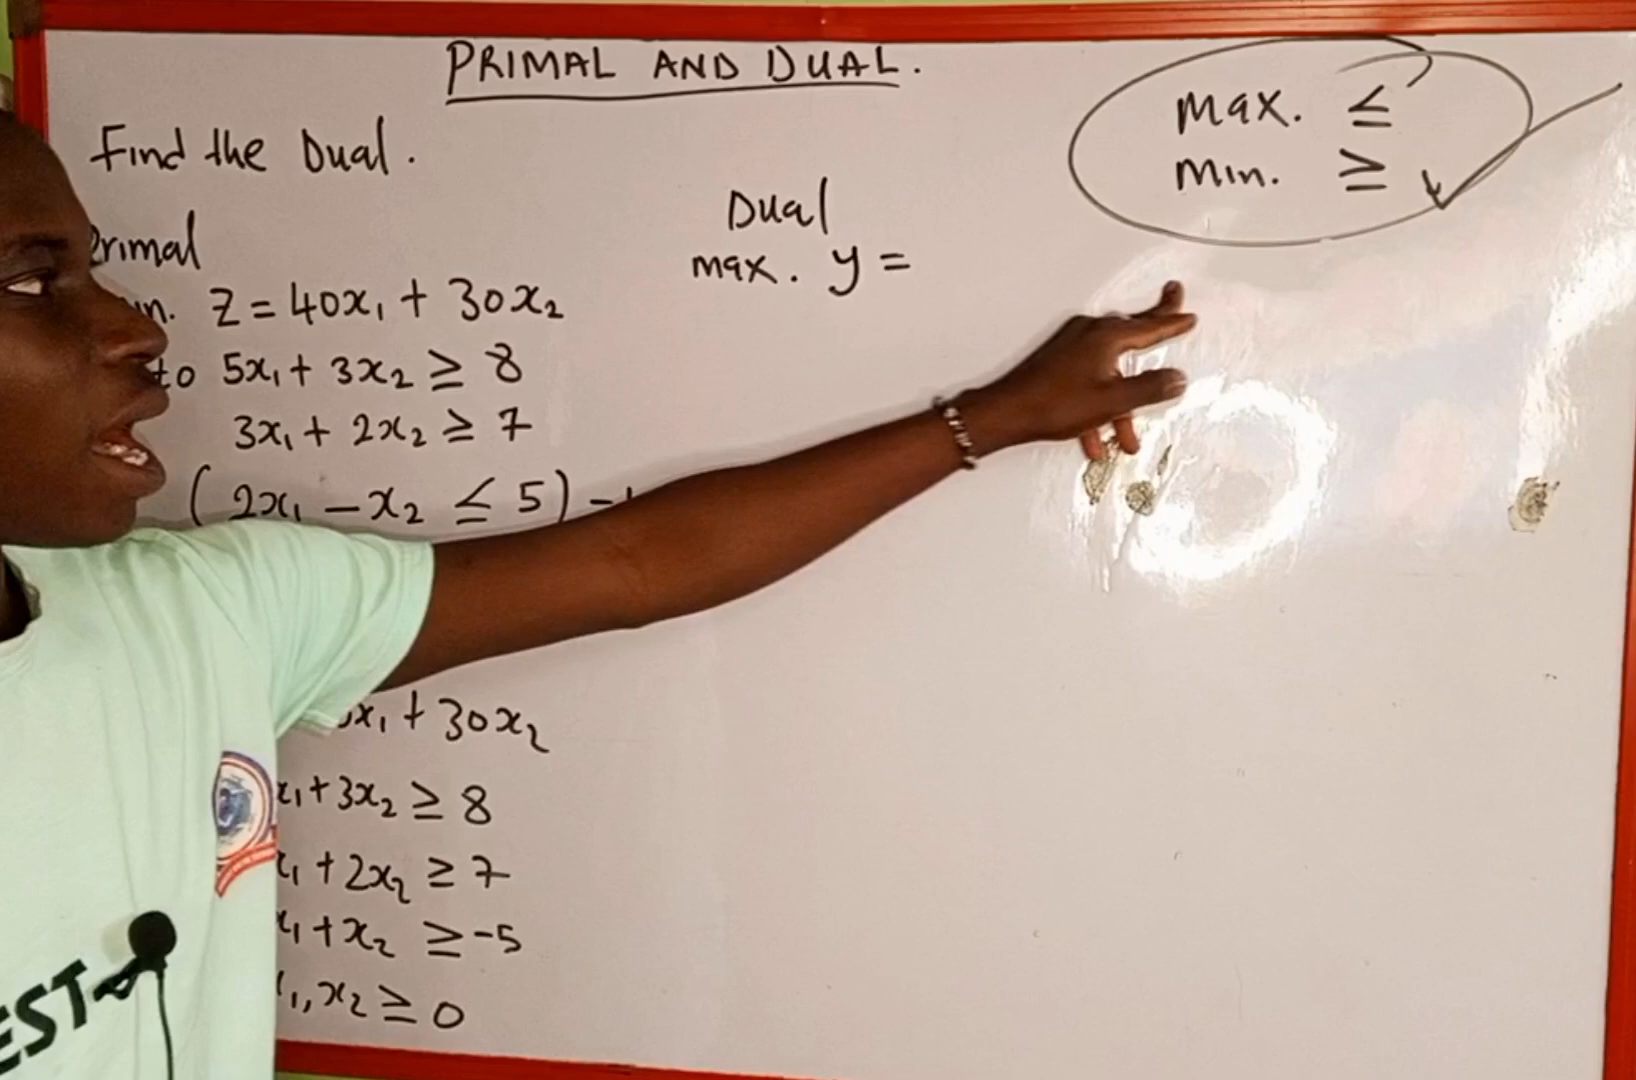 PRIMAL AND DUAL.
max. ≤
min. ≥
Find the Dual.
Dual
max. y =
Primal
n. Z = 40x₁ + 30x₂
to 5x₁ + 3x₂ ≥ 8
3x₁ + 2x₂ ≥ 7
(2x₁ - x₂ ≤ 5) -
x₁ + 30x₂
x₁ + 3x₂ ≥ 8
x₁ + 2x₂ ≥ 7
x₁ + x₂ ≥ -5
x₁, x₂ ≥ 0
EST